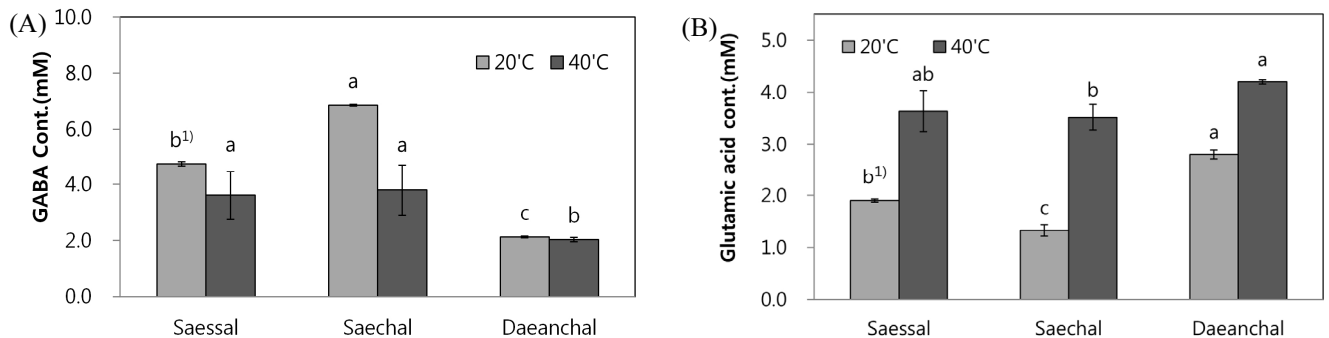 (A)
GABA Cont.(mM)
10.0
8.0
6.0
4.0
2.0
0.0
20'C 40'C
b1)
a
a
a
c
b
Saessal Saechal Daeanchal
(B)
Glutamic acid cont.(mM)
5.0
4.0
3.0
2.0
1.0
0.0
20'C 40'C
b1)
ab
c
b
a
a
Saessal Saechal Daeanchal